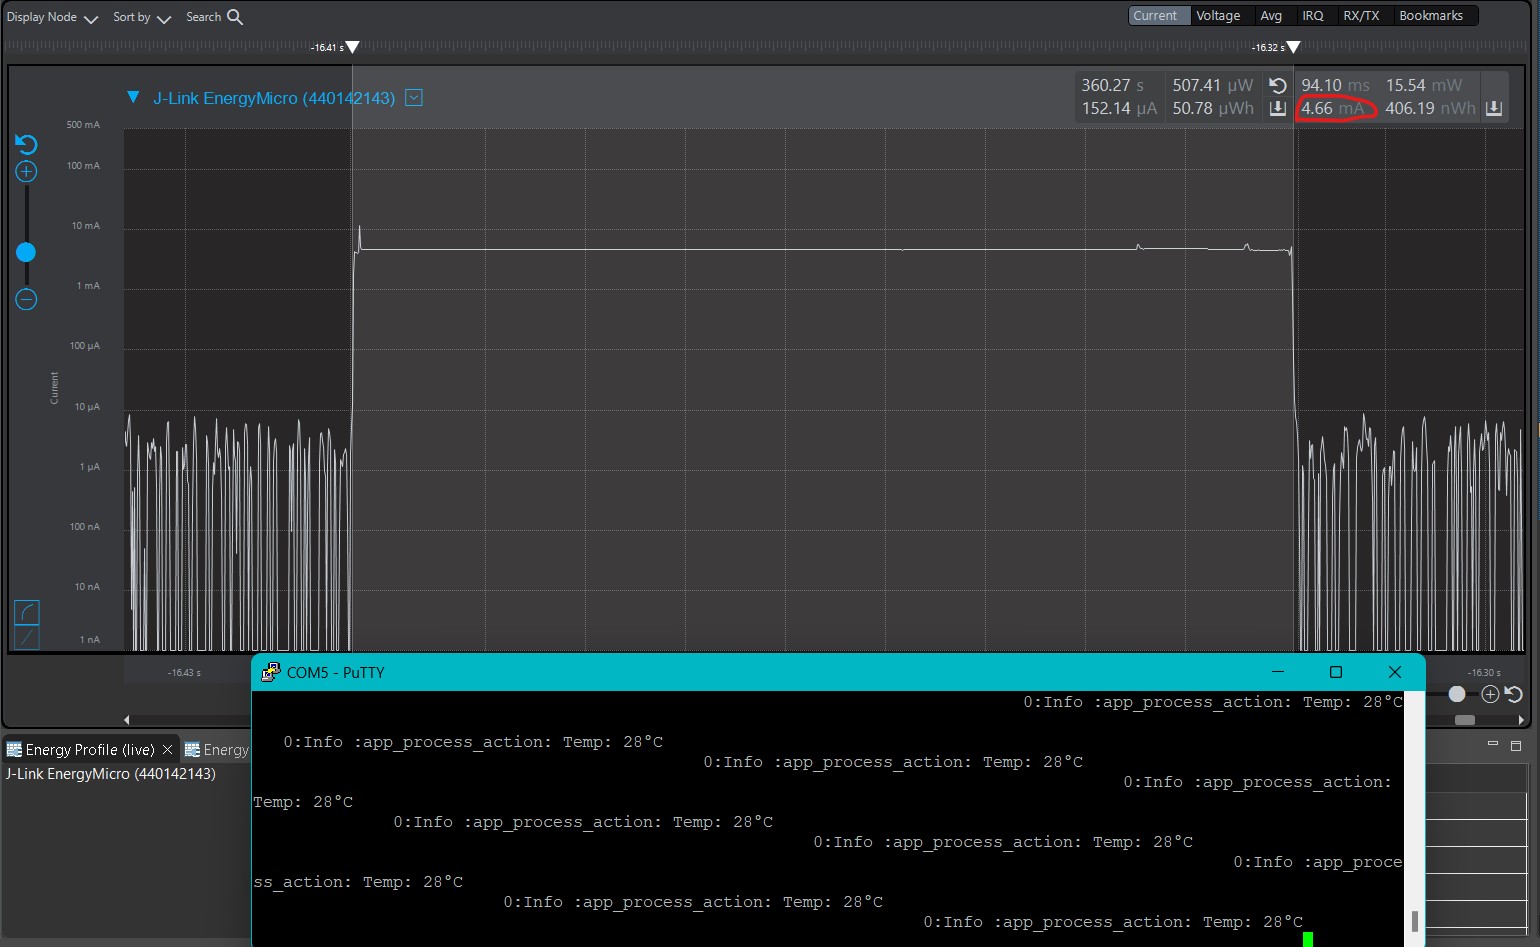 Display Node Sort by Search Current Voltage Avg IRQ RX/TX Bookmarks
-16.41 s -16.32 s
J-Link EnergyMicro (440142143)
360.27 s 507.41 µW 94.10 ms 15.54 mW
152.14 µA 50.78 µWh 4.66 mA 406.19 nWh
500 mA
100 mA
10 mA
1 mA
100 µA
Current
10 µA
1 µA
100 nA
10 nA
1 nA
-16.43 s -16.30 s
COM5 - PuTTY
0:Info :app_process_action: Temp: 28°C
0:Info :app_process_action: Temp: 28°C
0:Info :app_process_action: Temp: 28°C
0:Info :app_process_action:
Temp: 28°C
0:Info :app_process_action: Temp: 28°C
0:Info :app_process_action: Temp: 28°C
0:Info :app_proce
ss_action: Temp: 28°C
0:Info :app_process_action: Temp: 28°C
0:Info :app_process_action: Temp: 28°C
Energy Profile (live) Energy
J-Link EnergyMicro (440142143)